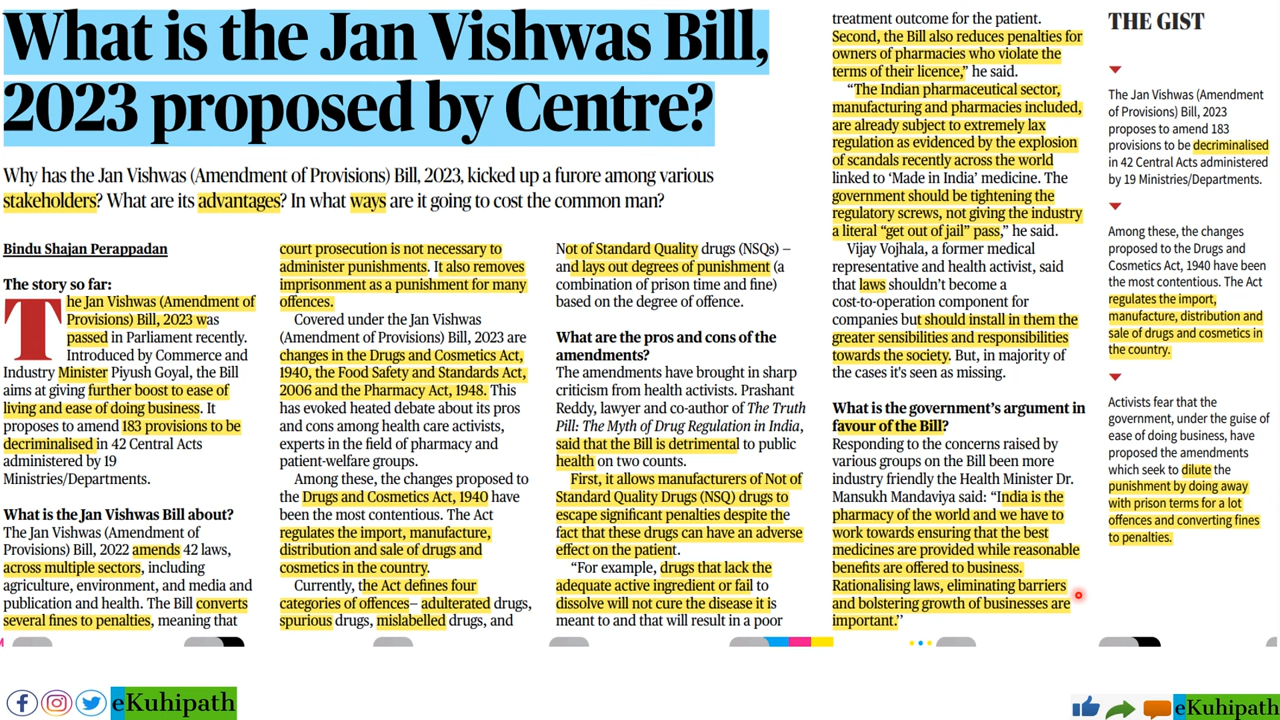 What is the Jan Vishwas Bill,
2023 proposed by Centre?
Why has the Jan Vishwas (Amendment of Provisions) Bill, 2023, kicked up a furore among various
stakeholders? What are its advantages? In what ways are it going to cost the common man?
Bindu Shajan Perappadan
The story so far:
The Jan Vishwas (Amendment of
Provisions) Bill, 2023 was
passed in Parliament recently.
Introduced by Commerce and
Industry Minister Piyush Goyal, the Bill
aims at giving further boost to ease of
living and ease of doing business. It
proposes to amend 183 provisions to be
decriminalised in 42 Central Acts
administered by 19
Ministries/Departments.
What is the Jan Vishwas Bill about?
The Jan Vishwas (Amendment of
Provisions) Bill, 2022 amends 42 laws,
across multiple sectors, including
agriculture, environment, and media and
publication and health. The Bill converts
several fines to penalties, meaning that
court prosecution is not necessary to
administer punishments. It also removes
imprisonment as a punishment for many
offences.
Covered under the Jan Vishwas
(Amendment of Provisions) Bill, 2023 are
changes in the Drugs and Cosmetics Act,
1940, the Food Safety and Standards Act,
2006 and the Pharmacy Act, 1948. This
has evoked heated debate about its pros
and cons among health care activists,
experts in the field of pharmacy and
patient-welfare groups.
Among these, the changes proposed to
the Drugs and Cosmetics Act, 1940 have
been the most contentious. The Act
regulates the import, manufacture,
distribution and sale of drugs and
cosmetics in the country.
Currently, the Act defines four
categories of offences— adulterated drugs,
spurious drugs, mislabelled drugs, and
Not of Standard Quality drugs (NSQs) —
and lays out degrees of punishment (a
combination of prison time and fine)
based on the degree of offence.
What are the pros and cons of the
amendments?
The amendments have brought in sharp
criticism from health activists. Prashant
Reddy, lawyer and co-author of The Truth
Pill: The Myth of Drug Regulation in India,
said that the Bill is detrimental to public
health on two counts.
First, it allows manufacturers of Not of
Standard Quality Drugs (NSQ) drugs to
escape significant penalties despite the
fact that these drugs can have an adverse
effect on the patient.
“For example, drugs that lack the
adequate active ingredient or fail to
dissolve will not cure the disease it is
meant to and that will result in a poor
treatment outcome for the patient.
Second, the Bill also reduces penalties for
owners of pharmacies who violate the
terms of their licence,” he said.
“The Indian pharmaceutical sector,
manufacturing and pharmacies included,
are already subject to extremely lax
regulation as evidenced by the explosion
of scandals recently across the world
linked to ‘Made in India’ medicine. The
government should be tightening the
regulatory screws, not giving the industry
a literal “get out of jail” pass,” he said.
Vijay Vojhala, a former medical
representative and health activist, said
that laws shouldn’t become a
cost-to-operation component for
companies but should install in them the
greater sensibilities and responsibilities
towards the society. But, in majority of
the cases it's seen as missing.
What is the government’s argument in
favour of the Bill?
Responding to the concerns raised by
various groups on the Bill been more
industry friendly the Health Minister Dr.
Mansukh Mandaviya said: “India is the
pharmacy of the world and we have to
work towards ensuring that the best
medicines are provided while reasonable
benefits are offered to business.
Rationalising laws, eliminating barriers
and bolstering growth of businesses are
important.’’
THE GIST
The Jan Vishwas (Amendment
of Provisions) Bill, 2023
proposes to amend 183
provisions to be decriminalised
in 42 Central Acts administered
by 19 Ministries/Departments.
Among these, the changes
proposed to the Drugs and
Cosmetics Act, 1940 have been
the most contentious. The Act
regulates the import,
manufacture, distribution and
sale of drugs and cosmetics in
the country.
Activists fear that the
government, under the guise of
ease of doing business, have
proposed the amendments
which seek to dilute the
punishment by doing away
with prison terms for a lot
offences and converting fines
to penalties.
eKuhipath
eKuhipath